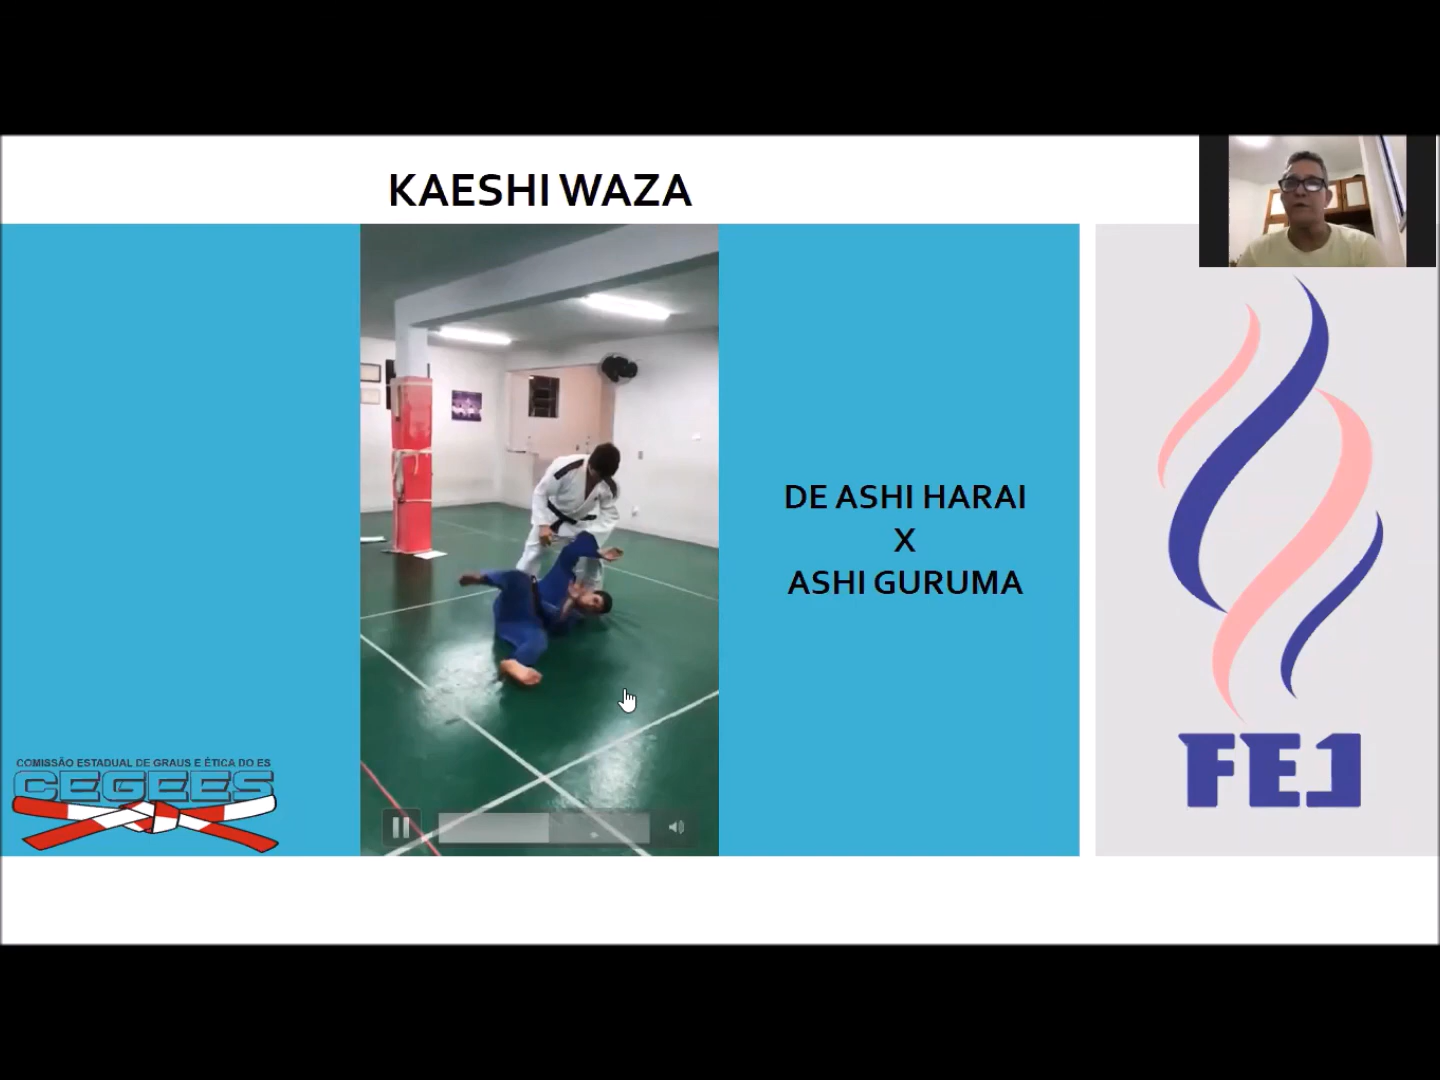 KAESHI WAZA
DE ASHI HARAI
X
ASHI GURUMA
COMISSÃO ESTADUAL DE GRAUS E ÉTICA DO ES
CEGEES
FEJ